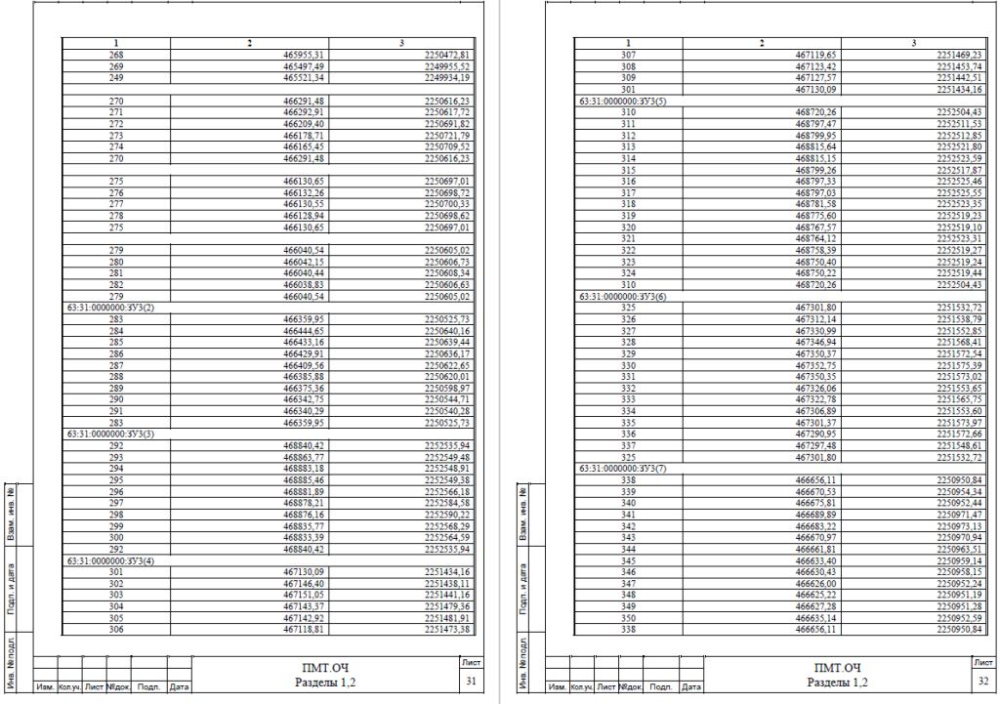 1 2 3
268 465955,31 2250472,81
269 465497,49 2249955,52
249 465521,34 2249934,19
270 466291,48 2250616,23
271 466292,91 2250617,72
272 466209,40 2250691,82
273 466178,71 2250721,79
274 466165,45 2250709,52
270 466291,48 2250616,23
275 466130,65 2250697,01
276 466132,26 2250698,72
277 466130,55 2250700,33
278 466128,94 2250698,62
275 466130,65 2250697,01
279 466040,54 2250605,02
280 466042,15 2250606,73
281 466040,44 2250608,34
282 466038,83 2250606,63
279 466040,54 2250605,02
63:31:0000000:ЗУ3(2)
283 466359,95 2250525,73
284 466444,65 2250640,16
285 466433,16 2250639,44
286 466429,91 2250636,17
287 466409,56 2250622,65
288 466385,88 2250620,01
289 466375,36 2250598,97
290 466342,75 2250544,71
291 466340,29 2250540,28
283 466359,95 2250525,73
63:31:0000000:ЗУ3(3)
292 468840,42 2252535,94
293 468863,77 2252549,48
294 468883,18 2252548,91
295 468885,46 2252549,38
296 468881,89 2252566,18
297 468878,21 2252584,58
298 468876,16 2252590,22
299 468835,77 2252568,29
300 468833,39 2252564,59
292 468840,42 2252535,94
63:31:0000000:ЗУ3(4)
301 467130,09 2251434,16
302 467146,40 2251438,11
303 467151,05 2251441,16
304 467143,37 2251479,36
305 467142,92 2251481,91
306 467118,81 2251473,38
Взам. инв. №
Подп. и дата
Инв. № подл.
Изм. Кол.уч. Лист №док. Подп. Дата
ПМТ.ОЧ
Разделы 1,2
Лист
31
1 2 3
307 467119,65 2251469,23
308 467123,42 2251453,74
309 467127,57 2251442,51
301 467130,09 2251434,16
63:31:0000000:ЗУ3(5)
310 468720,26 2252504,43
311 468797,47 2252511,53
312 468799,95 2252512,85
313 468815,64 2252521,80
314 468815,15 2252523,59
315 468799,26 2252517,87
316 468797,33 2252525,46
317 468797,03 2252525,55
318 468781,58 2252523,35
319 468775,60 2252519,23
320 468767,57 2252519,10
321 468764,12 2252523,31
322 468758,39 2252519,27
323 468750,40 2252519,24
324 468750,22 2252519,44
310 468720,26 2252504,43
63:31:0000000:ЗУ3(6)
325 467301,80 2251532,72
326 467312,14 2251538,79
327 467330,99 2251552,85
328 467346,94 2251568,41
329 467350,37 2251572,54
330 467352,75 2251575,39
331 467350,35 2251573,02
332 467326,06 2251553,65
333 467322,78 2251565,75
334 467306,89 2251553,60
335 467301,37 2251573,97
336 467290,95 2251572,66
337 467297,48 2251548,61
325 467301,80 2251532,72
63:31:0000000:ЗУ3(7)
338 466656,11 2250950,84
339 466670,53 2250954,34
340 466675,81 2250952,44
341 466689,89 2250971,47
342 466683,22 2250973,13
343 466670,97 2250970,94
344 466661,81 2250963,51
345 466633,40 2250959,14
346 466630,43 2250958,15
347 466626,00 2250952,24
348 466625,22 2250951,19
349 466627,28 2250951,28
350 466635,14 2250952,59
338 466656,11 2250950,84
Взам. инв. №
Подп. и дата
Инв. № подл.
Изм. Кол.уч. Лист №док. Подп. Дата
ПМТ.ОЧ
Разделы 1,2
Лист
32